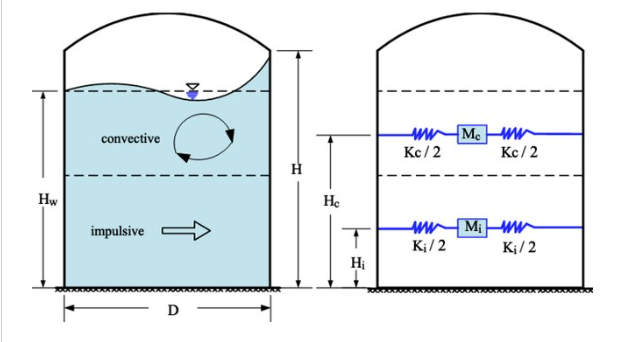 convective
impulsive
Hw
H
D
Mc
Kc / 2
Kc / 2
Hc
Mi
Ki / 2
Ki / 2
Hi